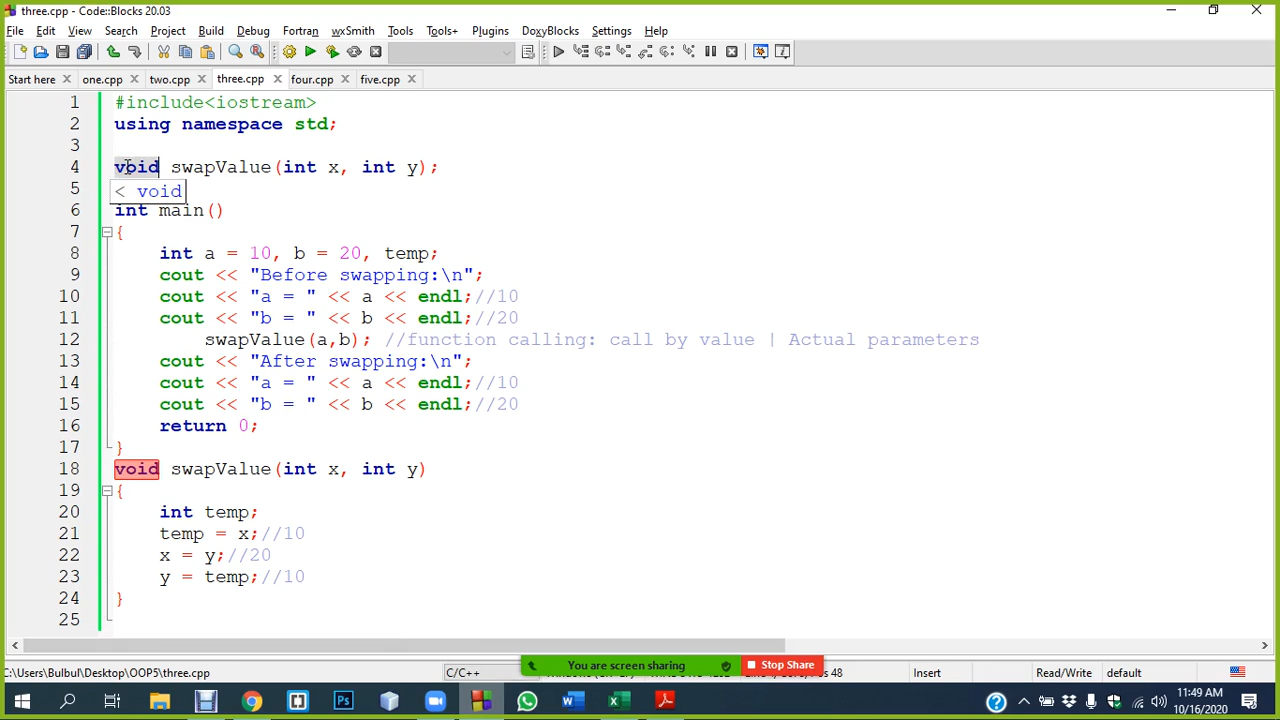 three.cpp - Code::Blocks 20.03
File Edit View Search Project Build Debug Fortran wxSmith Tools Tools+ Plugins DoxyBlocks Settings Help
Start here one.cpp two.cpp three.cpp four.cpp five.cpp
1 #include<iostream>
2 using namespace std;
3
4 void swapValue(int x, int y);
5 < void
6 int main()
7 {
8 int a = 10, b = 20, temp;
9 cout << "Before swapping:\n";
10 cout << "a = " << a << endl;//10
11 cout << "b = " << b << endl;//20
12 swapValue(a,b); //function calling: call by value | Actual parameters
13 cout << "After swapping:\n";
14 cout << "a = " << a << endl;//10
15 cout << "b = " << b << endl;//20
16 return 0;
17 }
18 void swapValue(int x, int y)
19 {
20 int temp;
21 temp = x;//10
22 x = y;//20
23 y = temp;//10
24 }
25
You are screen sharing Stop Share
C:\Users\Bulbul\Desktop\OOP5\three.cpp C/C++ Insert Read/Write default
11:49 AM
10/16/2020